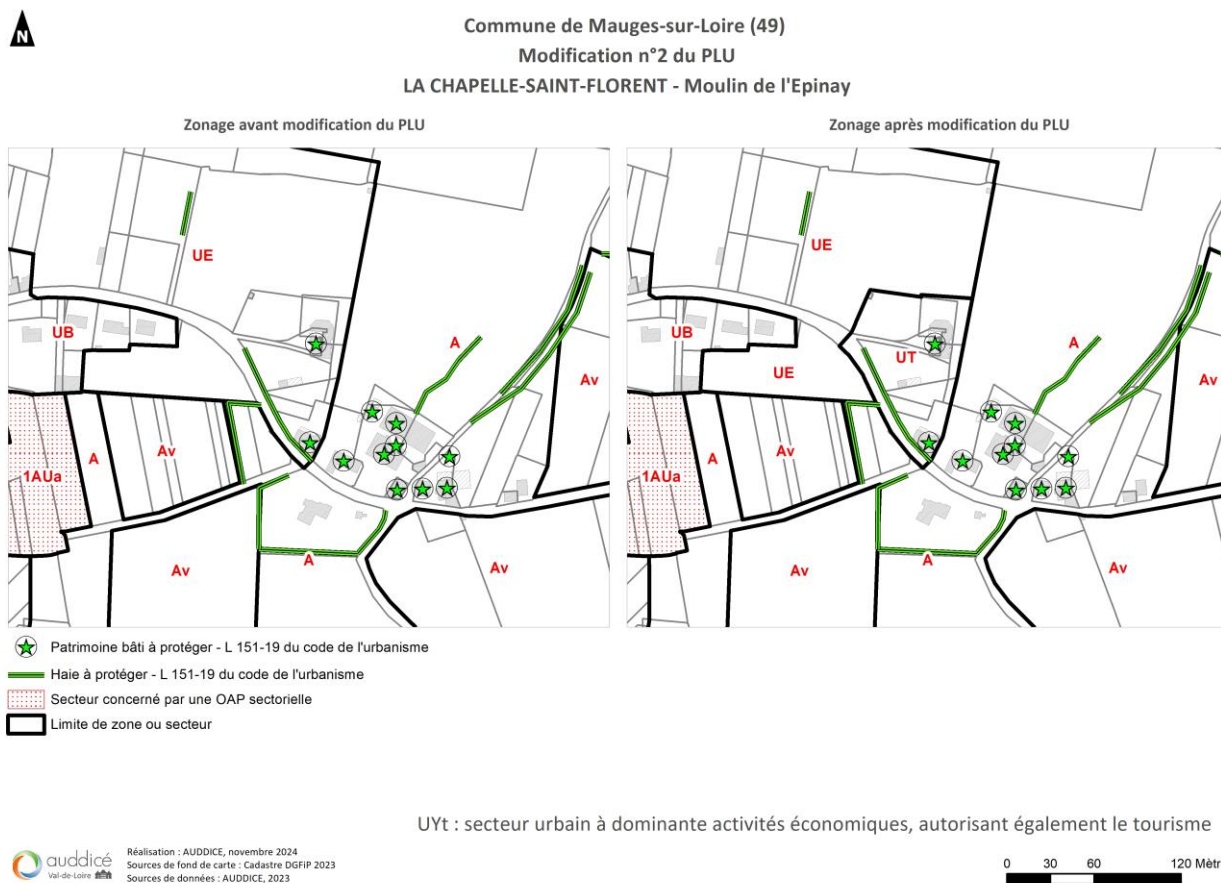 N
Commune de Mauges-sur-Loire (49)
Modification n°2 du PLU
LA CHAPELLE-SAINT-FLORENT - Moulin de l'Epinay
Zonage avant modification du PLU
UE
UB
A
Av
Av
A
1AUa
Av
A
Av
Zonage après modification du PLU
UE
UB
UT
A
UE
Av
Av
A
1AUa
Av
A
Av
Patrimoine bâti à protéger - L 151-19 du code de l'urbanisme
Haie à protéger - L 151-19 du code de l'urbanisme
Secteur concerné par une OAP sectorielle
Limite de zone ou secteur
UYt : secteur urbain à dominante activités économiques, autorisant également le tourisme
auddicé
Val-de-Loire
Réalisation : AUDDICE, novembre 2024
Sources de fond de carte : Cadastre DGFiP 2023
Sources de données : AUDDICE, 2023
0 30 60 120 Mètr